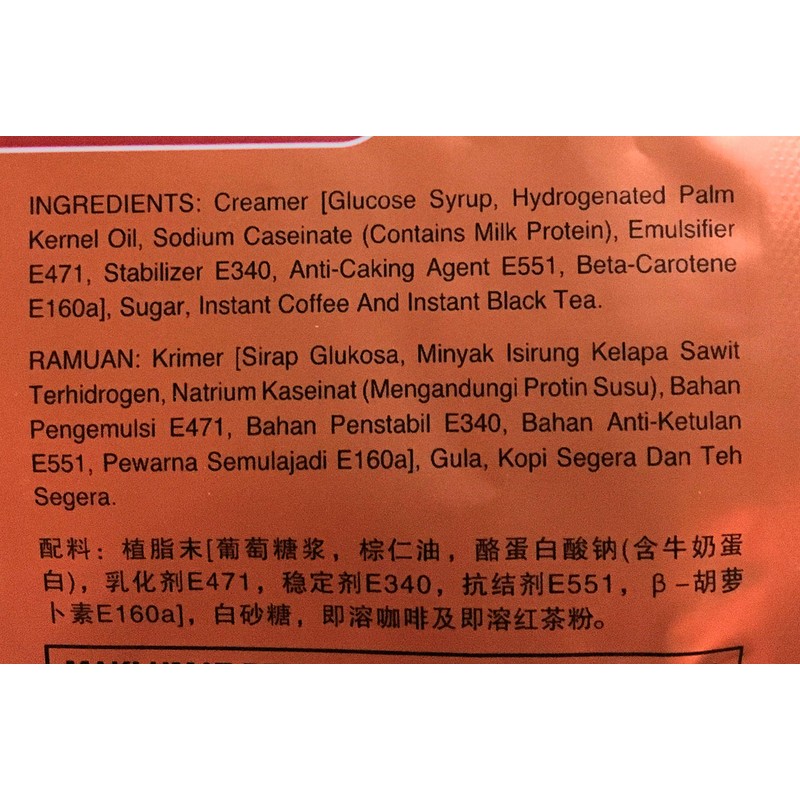 INGREDIENTS: Creamer [Glucose Syrup, Hydrogenated Palm
Kernel Oil, Sodium Caseinate (Contains Milk Protein), Emulsifier
E471, Stabilizer E340, Anti-Caking Agent E551, Beta-Carotene
E160a], Sugar, Instant Coffee And Instant Black Tea.
RAMUAN: Krimer [Sirap Glukosa, Minyak Isirung Kelapa Sawit
Terhidrogen, Natrium Kaseinat (Mengandungi Protin Susu), Bahan
Pengemulsi E471, Bahan Penstabil E340, Bahan Anti-Ketulan
E551, Pewarna Semulajadi E160a], Gula, Kopi Segera Dan Teh
Segera.
配料：植脂末[葡萄糖浆，棕仁油，酪蛋白酸钠(含牛奶蛋
白)，乳化剂E471，稳定剂E340，抗结剂E551，β-胡萝
卜素E160a]，白砂糖，即溶咖啡及即溶红茶粉。